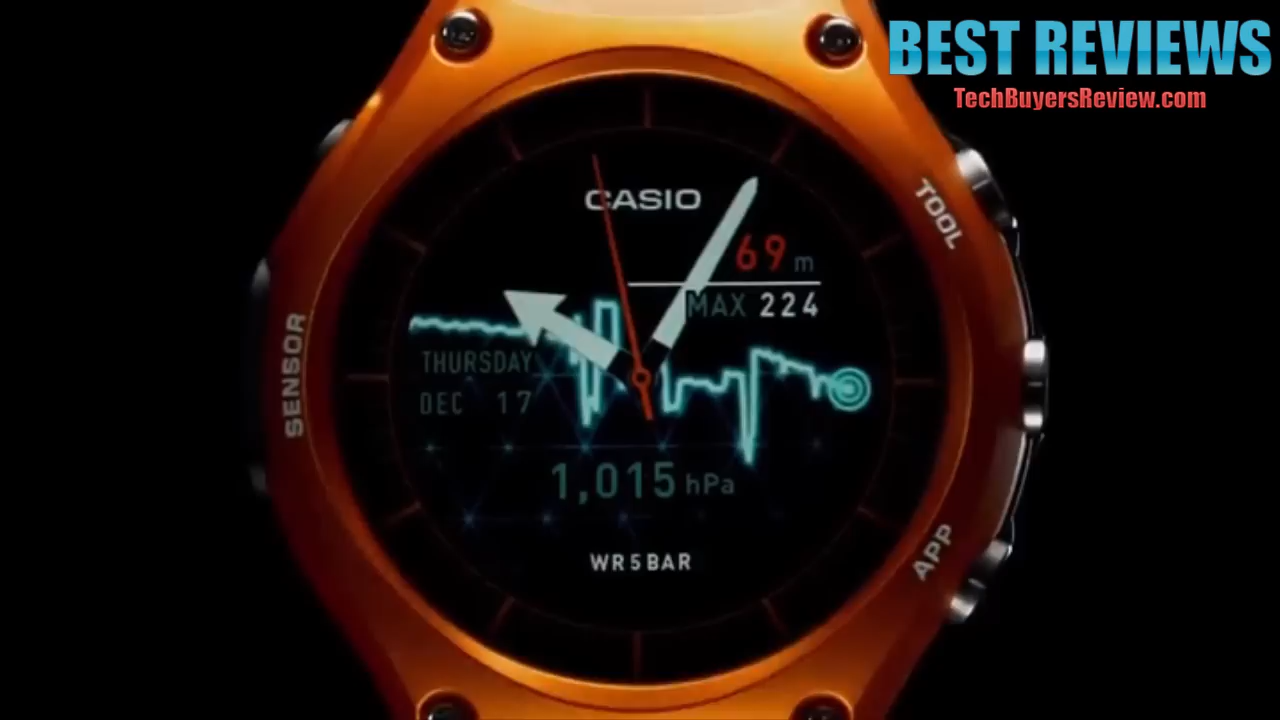 BEST REVIEWS
TechBuyersReview.com
CASIO
TOOL
69 m
MAX 224
SENSOR
THURSDAY
DEC 17
1,015 hPa
APP
WR5BAR